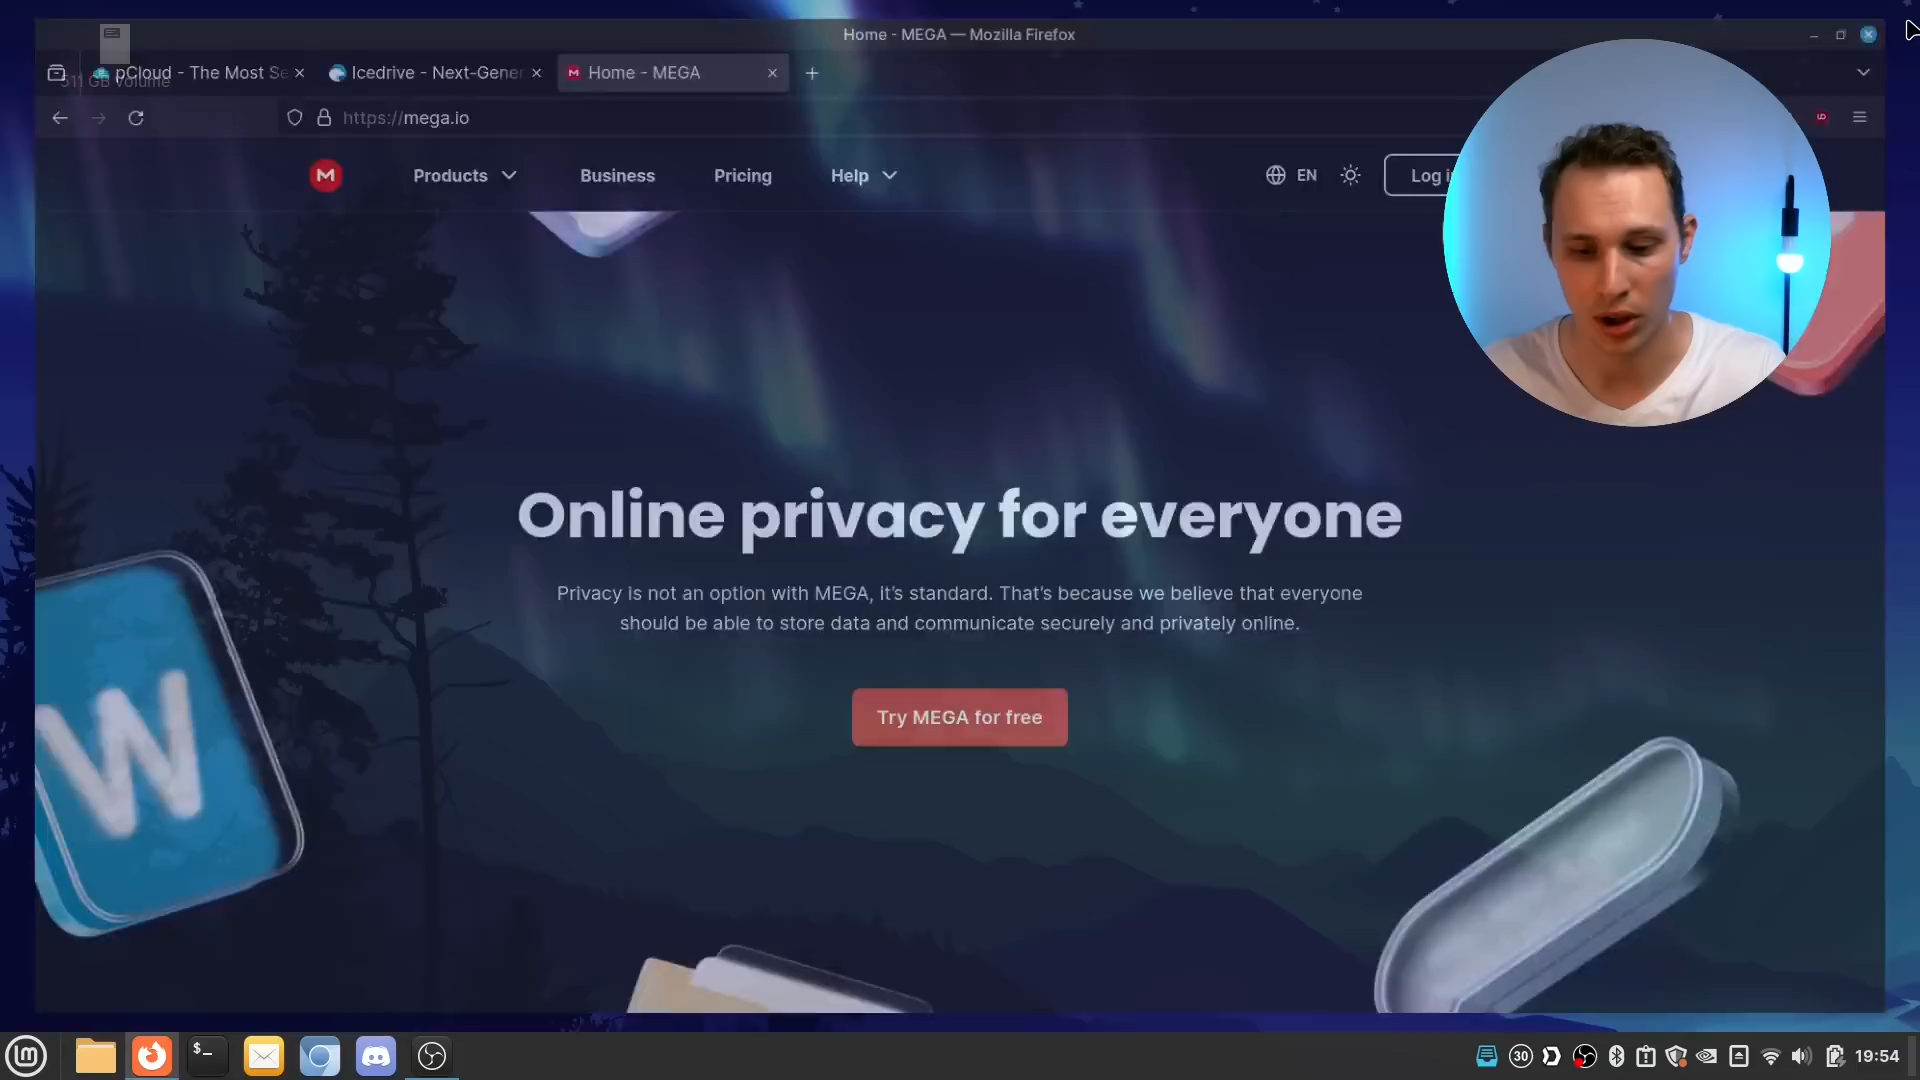 Home - MEGA — Mozilla Firefox
511 GB Volume
pCloud - The Most Se
Icedrive - Next-Gener
Home - MEGA
https://mega.io
Products
Business
Pricing
Help
EN
Log i
Online privacy for everyone
Privacy is not an option with MEGA, it's standard. That's because we believe that everyone
should be able to store data and communicate securely and privately online.
W
Try MEGA for free
30
19:54